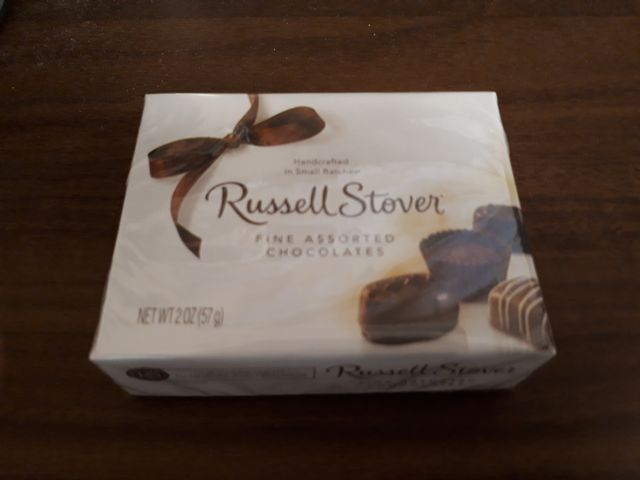 Handcrafted
in Small Batches
Russell Stover
FINE ASSORTED
CHOCOLATES
NET WT 2 OZ (57 g)
Russell Stover